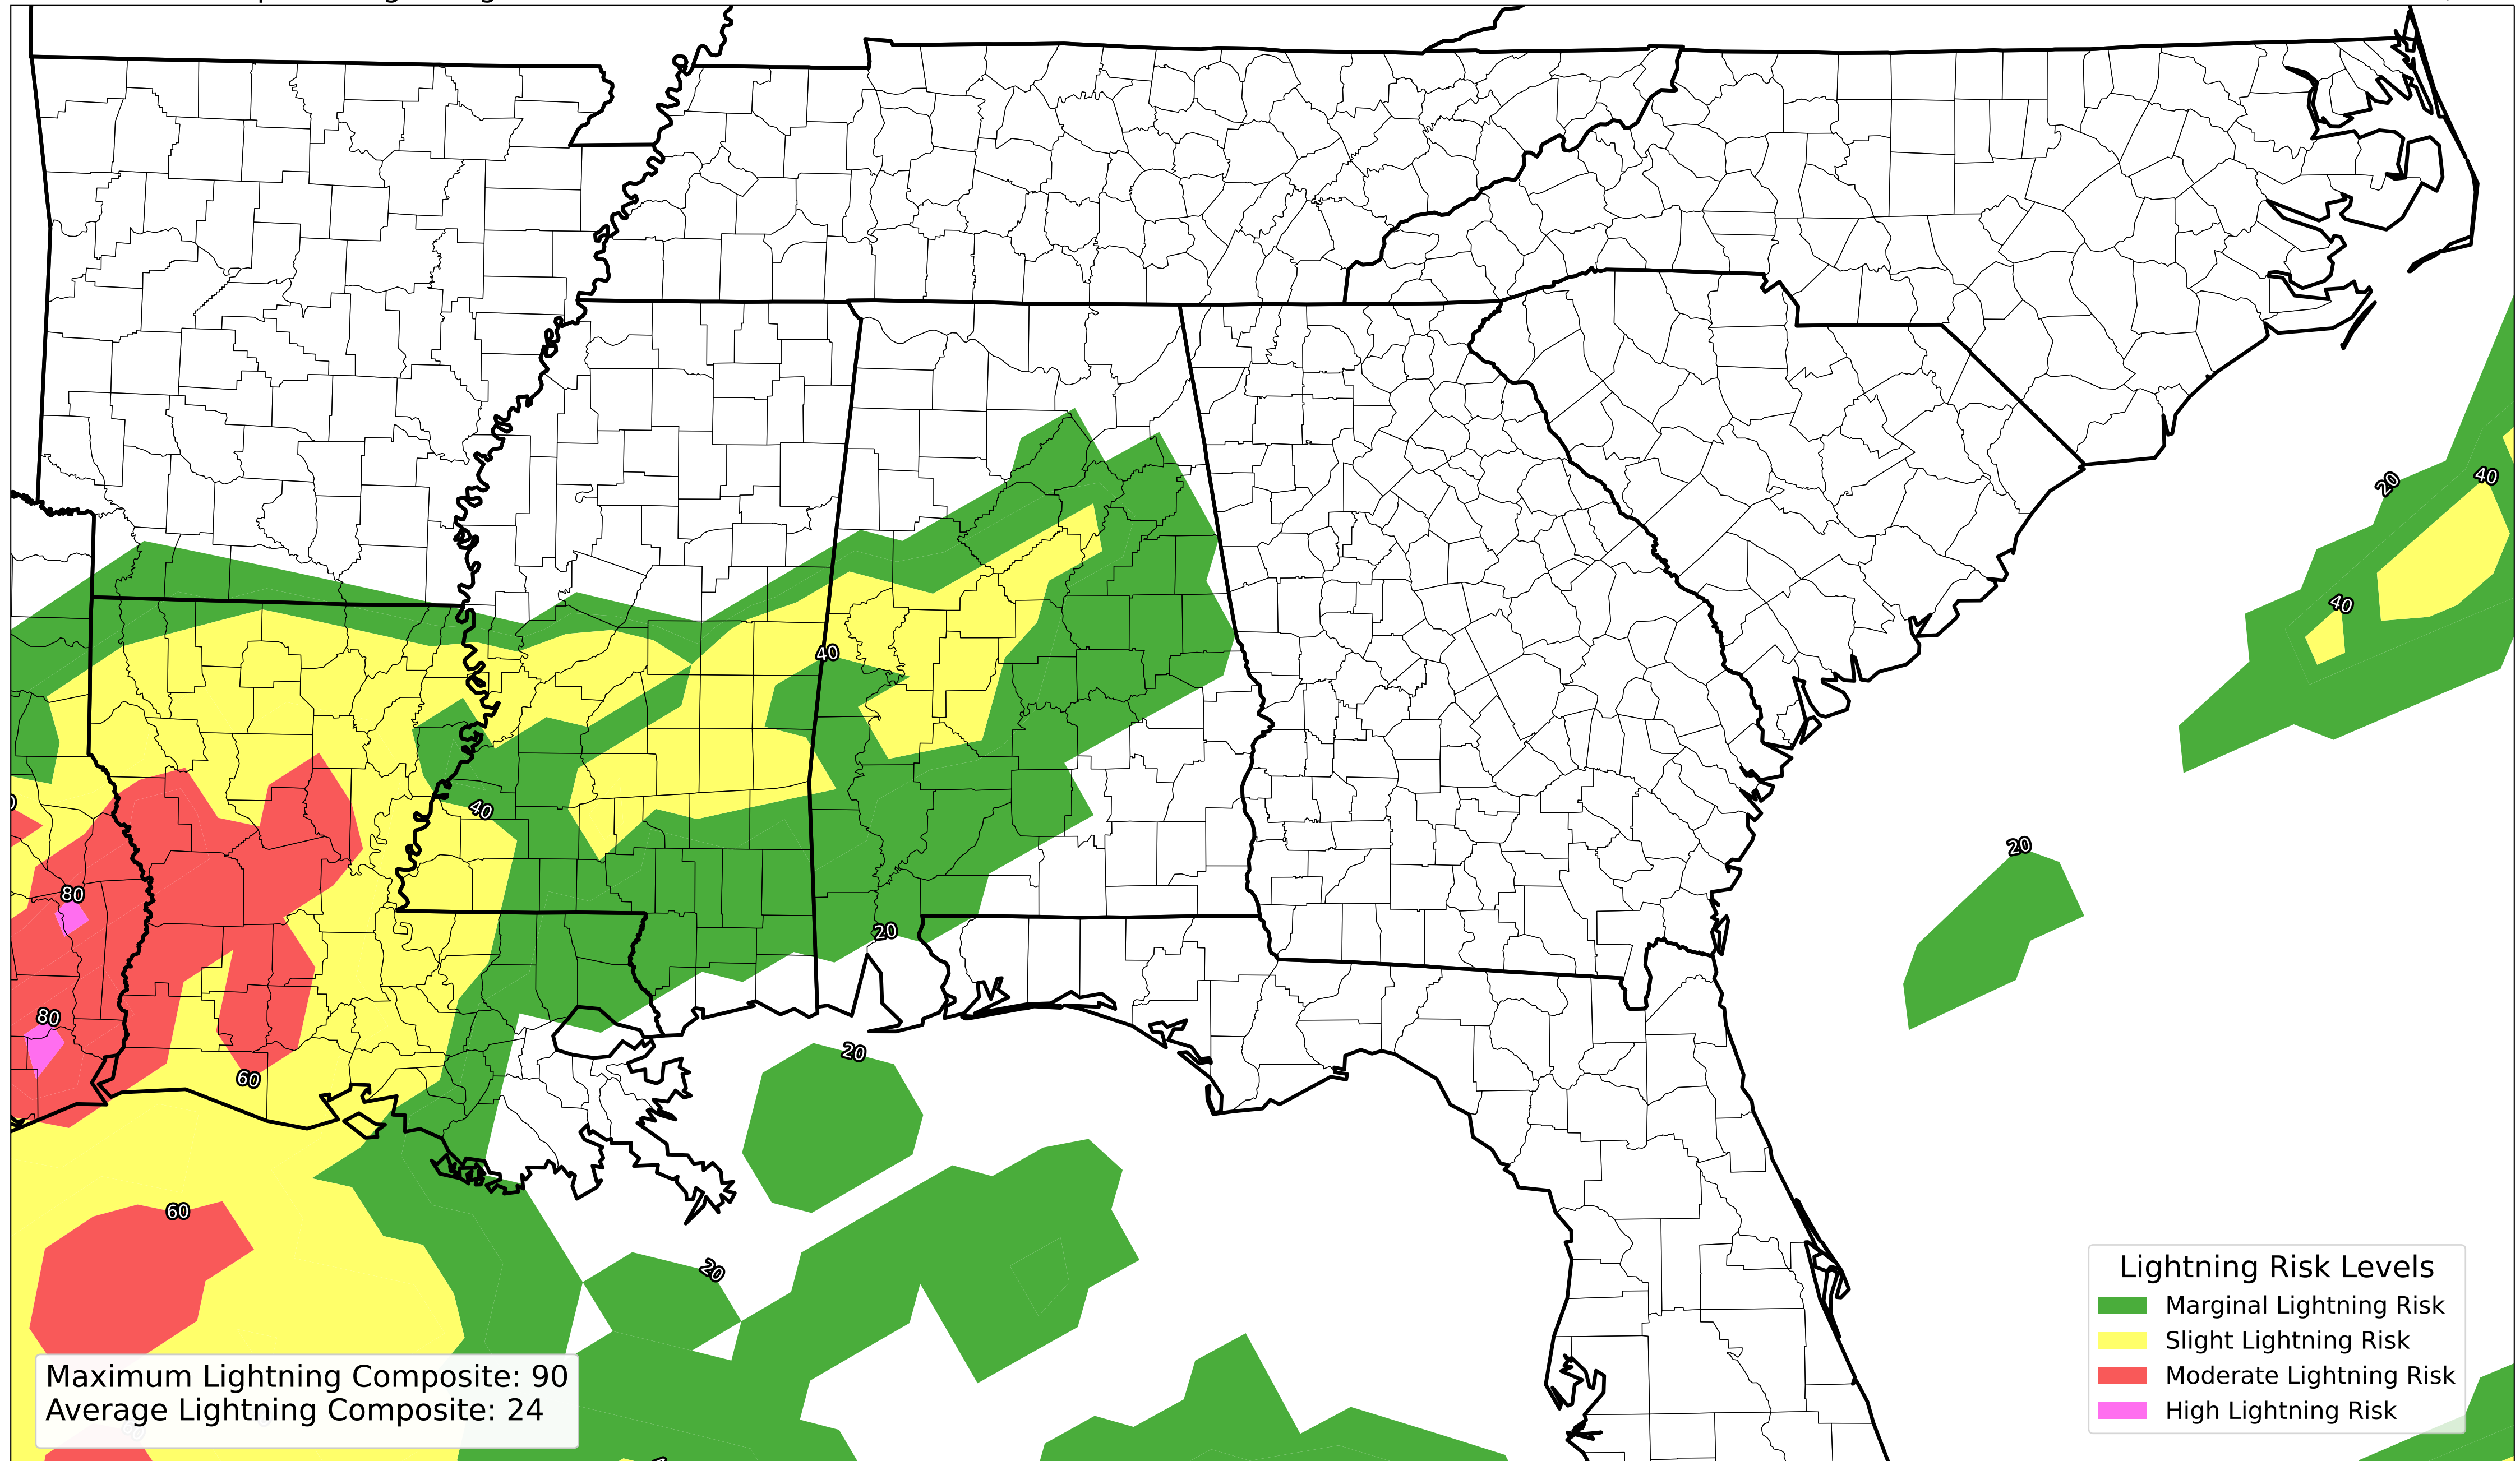 20
40
40
40
40
20
80
20
80
20
60
60
20
Lightning Risk Levels
Marginal Lightning Risk
Slight Lightning Risk
Moderate Lightning Risk
High Lightning Risk
Maximum Lightning Composite: 90
Average Lightning Composite: 24